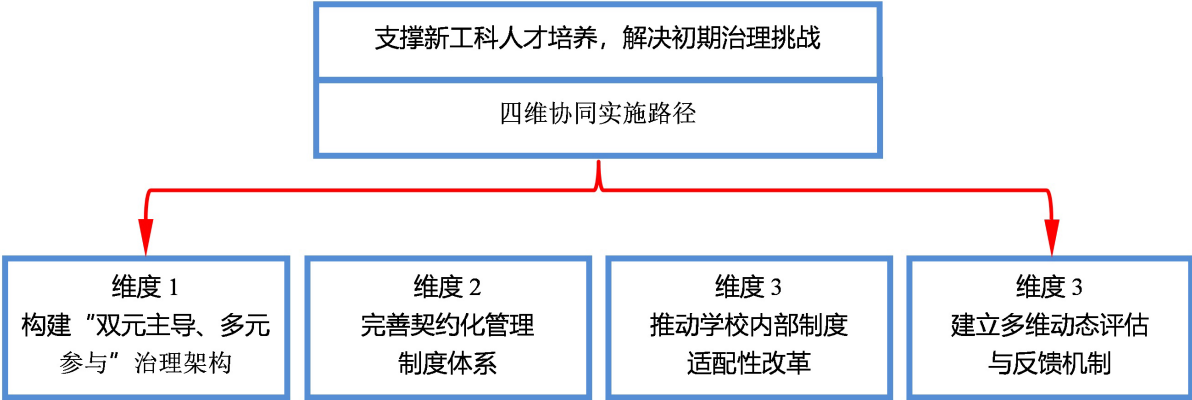 支撑新工科人才培养，解决初期治理挑战
四维协同实施路径
维度 1
构建“双元主导、多元
参与”治理架构
维度 2
完善契约化管理
制度体系
维度 3
推动学校内部制度
适配性改革
维度 3
建立多维动态评估
与反馈机制